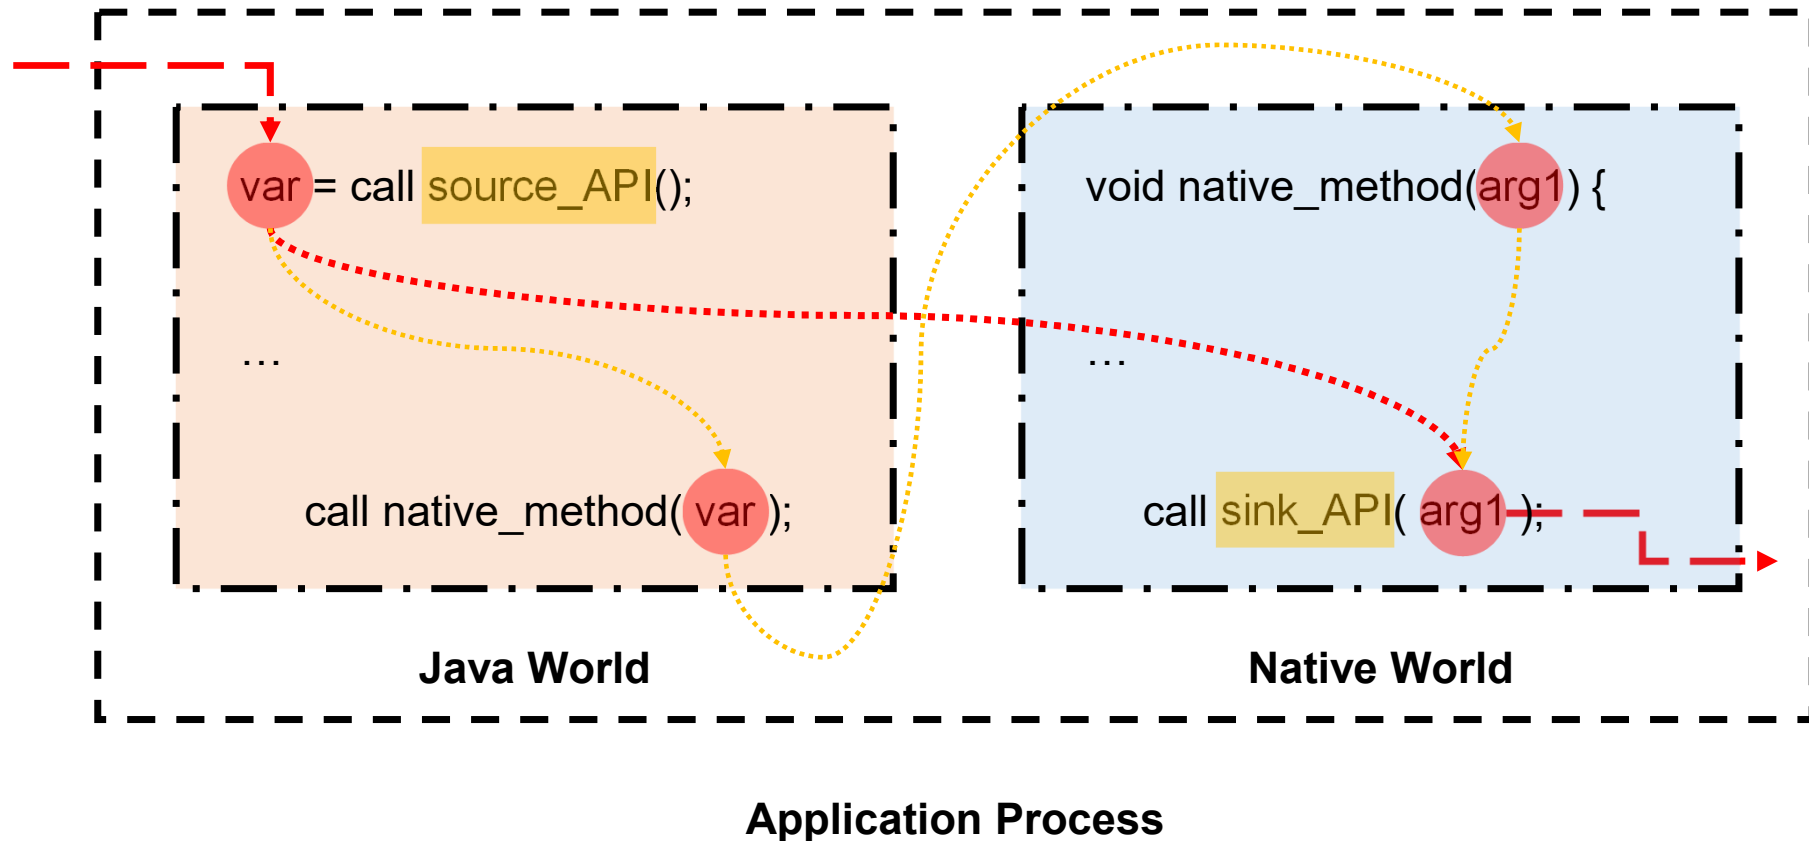 var = call source_API();
…
call native_method( var );
Java World
void native_method(arg1) {
…
call sink_API( arg1 );
Native World
Application Process